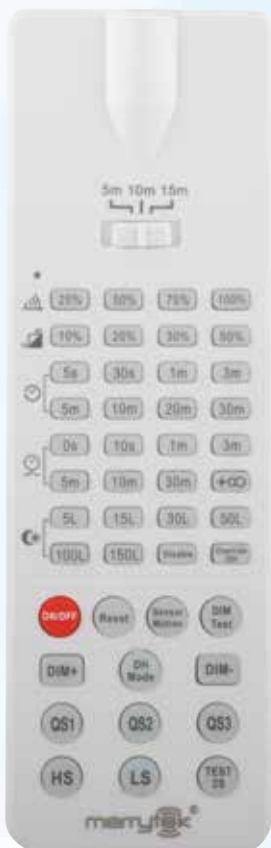 5m 10m 15m
25% 50% 75% 100%
10% 20% 30% 50%
5s 30s 1m 3m
5m 10m 20m 30m
0s 10s 1m 3m
5m 10m 30m +∞
5L 15L 30L 50L
100L 150L Disable
ON/OFF Reset Sensor Motion DIM Test
DIM+ DH Mode DIM-
QS1 QS2 QS3
HS LS TEST 2S
merrytek®